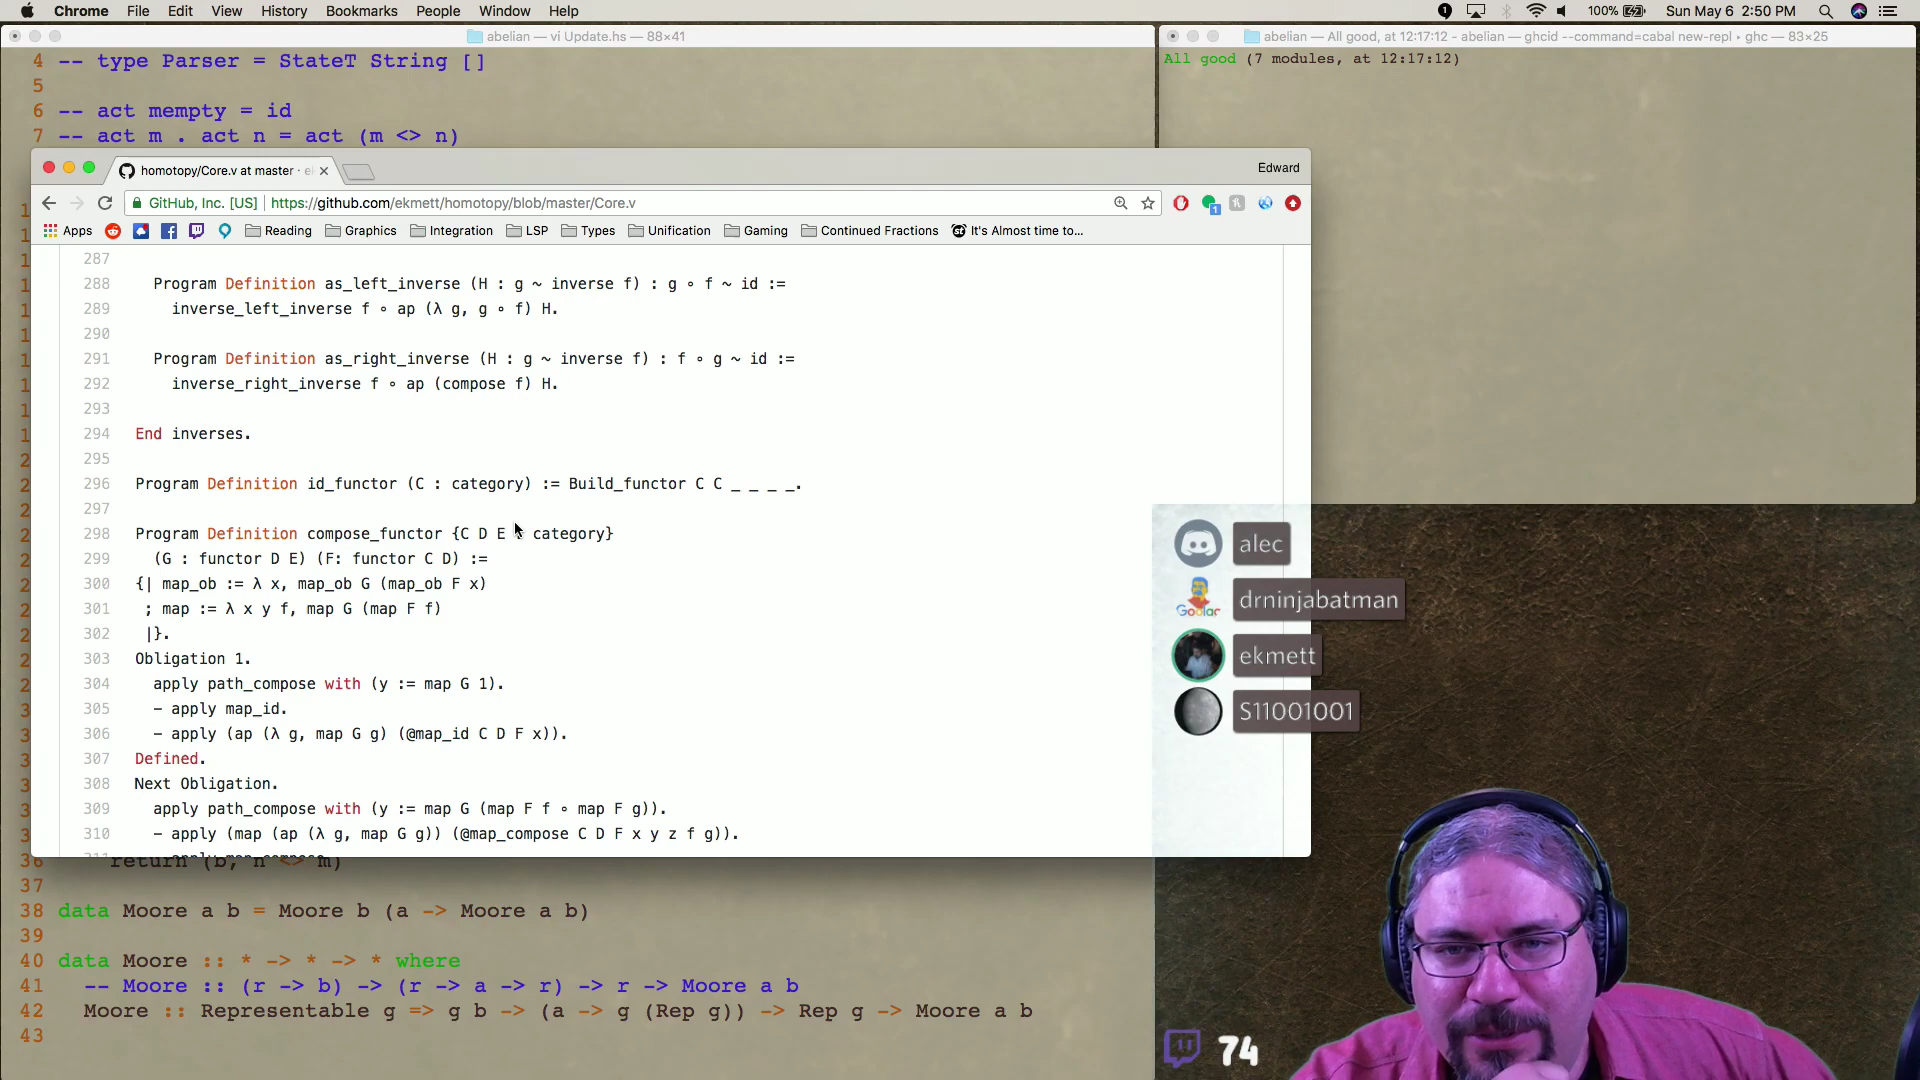 Chrome File Edit View History Bookmarks People Window Help
1 100% Sun May 6 2:50 PM
abelian — vi Update.hs — 88×41
abelian — All good, at 12:17:12 - abelian — ghcid --command=cabal new-repl ▸ ghc — 83×25
4 -- type Parser = StateT String []
5
6 -- act mempty = id
7 -- act m . act n = act (m <> n)
All good (7 modules, at 12:17:12)
homotopy/Core.v at master · e
Edward
GitHub, Inc. [US] https://github.com/ekmett/homotopy/blob/master/Core.v
Apps Reading Graphics Integration LSP Types Unification Gaming Continued Fractions It's Almost time to...
287
288 Program Definition as_left_inverse (H : g ~ inverse f) : g ∘ f ~ id :=
289 inverse_left_inverse f ∘ ap (λ g, g ∘ f) H.
290
291 Program Definition as_right_inverse (H : g ~ inverse f) : f ∘ g ~ id :=
292 inverse_right_inverse f ∘ ap (compose f) H.
293
294 End inverses.
295
296 Program Definition id_functor (C : category) := Build_functor C C _ _ _ _.
297
298 Program Definition compose_functor {C D E category}
299 (G : functor D E) (F: functor C D) :=
300 {| map_ob := λ x, map_ob G (map_ob F x)
301 ; map := λ x y f, map G (map F f)
302 |}.
303 Obligation 1.
304 apply path_compose with (y := map G 1).
305 - apply map_id.
306 - apply (ap (λ g, map G g) (@map_id C D F x)).
307 Defined.
308 Next Obligation.
309 apply path_compose with (y := map G (map F f ∘ map F g)).
310 - apply (map (ap (λ g, map G g)) (@map_compose C D F x y z f g)).
36 return (b, n <> m)
37
38 data Moore a b = Moore b (a -> Moore a b)
39
40 data Moore :: * -> * -> * where
41 -- Moore :: (r -> b) -> (r -> a -> r) -> r -> Moore a b
42 Moore :: Representable g => g b -> (a -> g (Rep g)) -> Rep g -> Moore a b
43
alec
drninjabatman
ekmett
S11001001
74